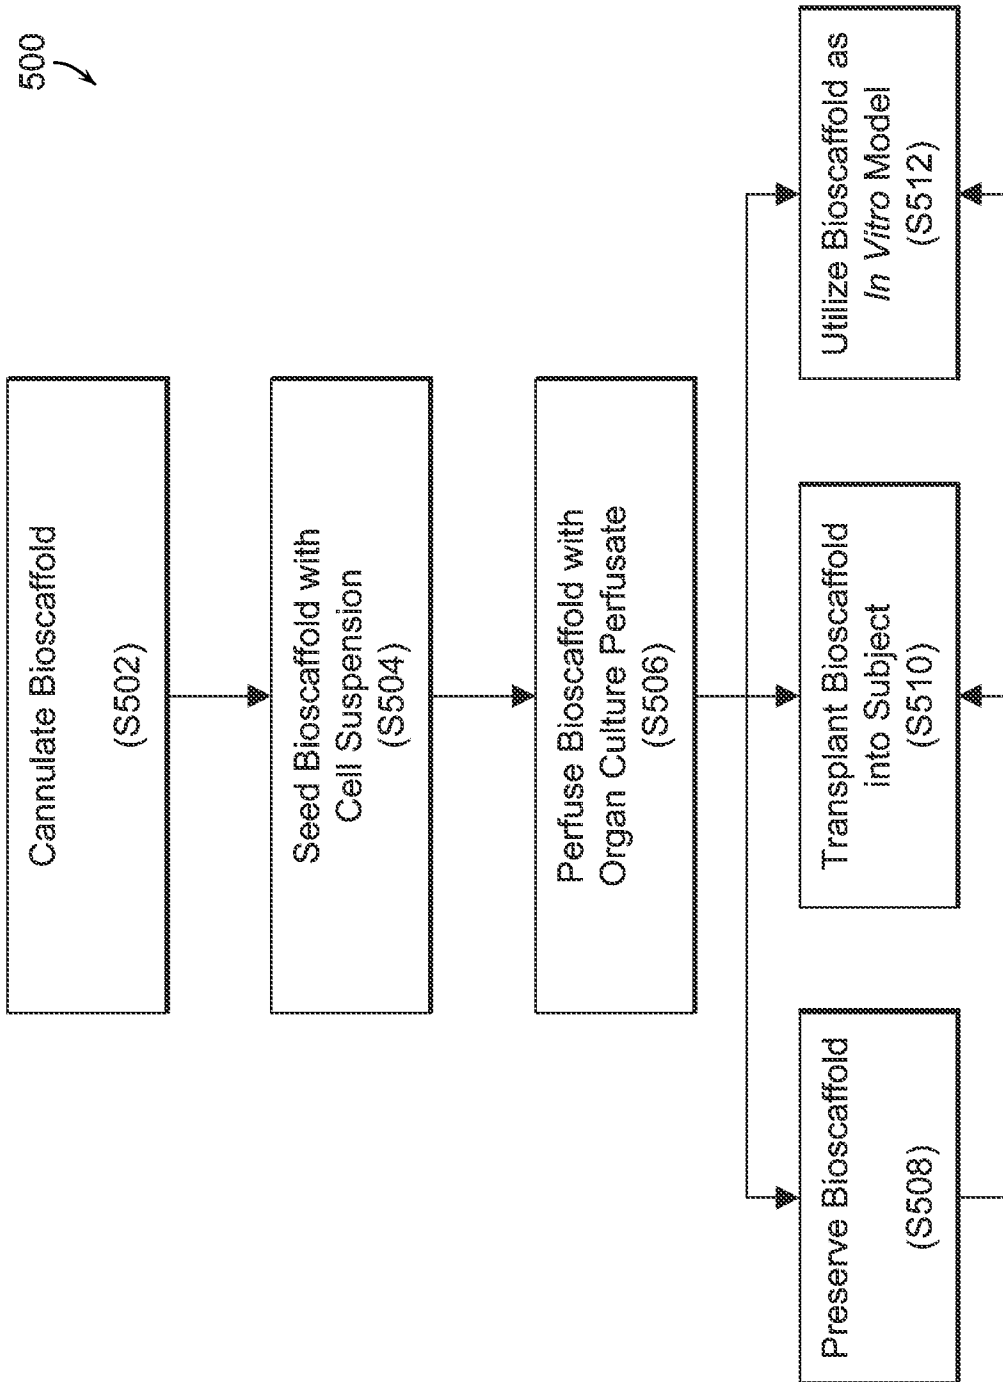 500
Cannulate Bioscaffold
(S502)
Seed Bioscaffold with
Cell Suspension
(S504)
Perfuse Bioscaffold with
Organ Culture Perfusate
(S506)
Preserve Bioscaffold
(S508)
Transplant Bioscaffold
into Subject
(S510)
Utilize Bioscaffold as
In Vitro Model
(S512)